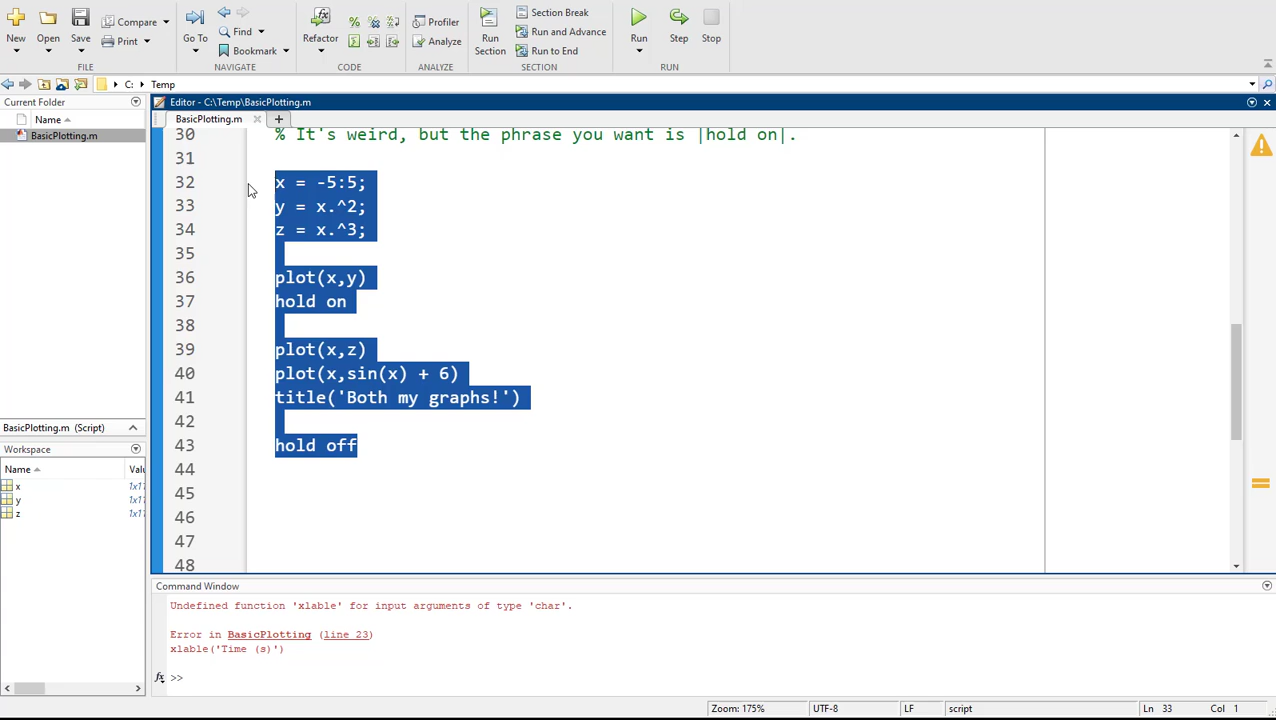 New
Open
Save
Compare
Print
FILE
Go To
Find
Bookmark
NAVIGATE
Refactor
CODE
Profiler
Analyze
ANALYZE
Run Section
Section Break
Run and Advance
Run to End
SECTION
Run
Step
Stop
RUN
C:
Temp
Current Folder
Name
BasicPlotting.m
BasicPlotting.m (Script)
Workspace
Name
Valu
x
1x11
y
1x11
z
1x11
Editor - C:\Temp\BasicPlotting.m
BasicPlotting.m
+
30 % It's weird, but the phrase you want is |hold on|.
31
32 x = -5:5;
33 y = x.^2;
34 z = x.^3;
35
36 plot(x,y)
37 hold on
38
39 plot(x,z)
40 plot(x,sin(x) + 6)
41 title('Both my graphs!')
42
43 hold off
44
45
46
47
48
Command Window
Undefined function 'xlable' for input arguments of type 'char'.
Error in BasicPlotting (line 23)
xlable('Time (s)')
fx >>
Zoom: 175%
UTF-8
LF
script
Ln 33 Col 1